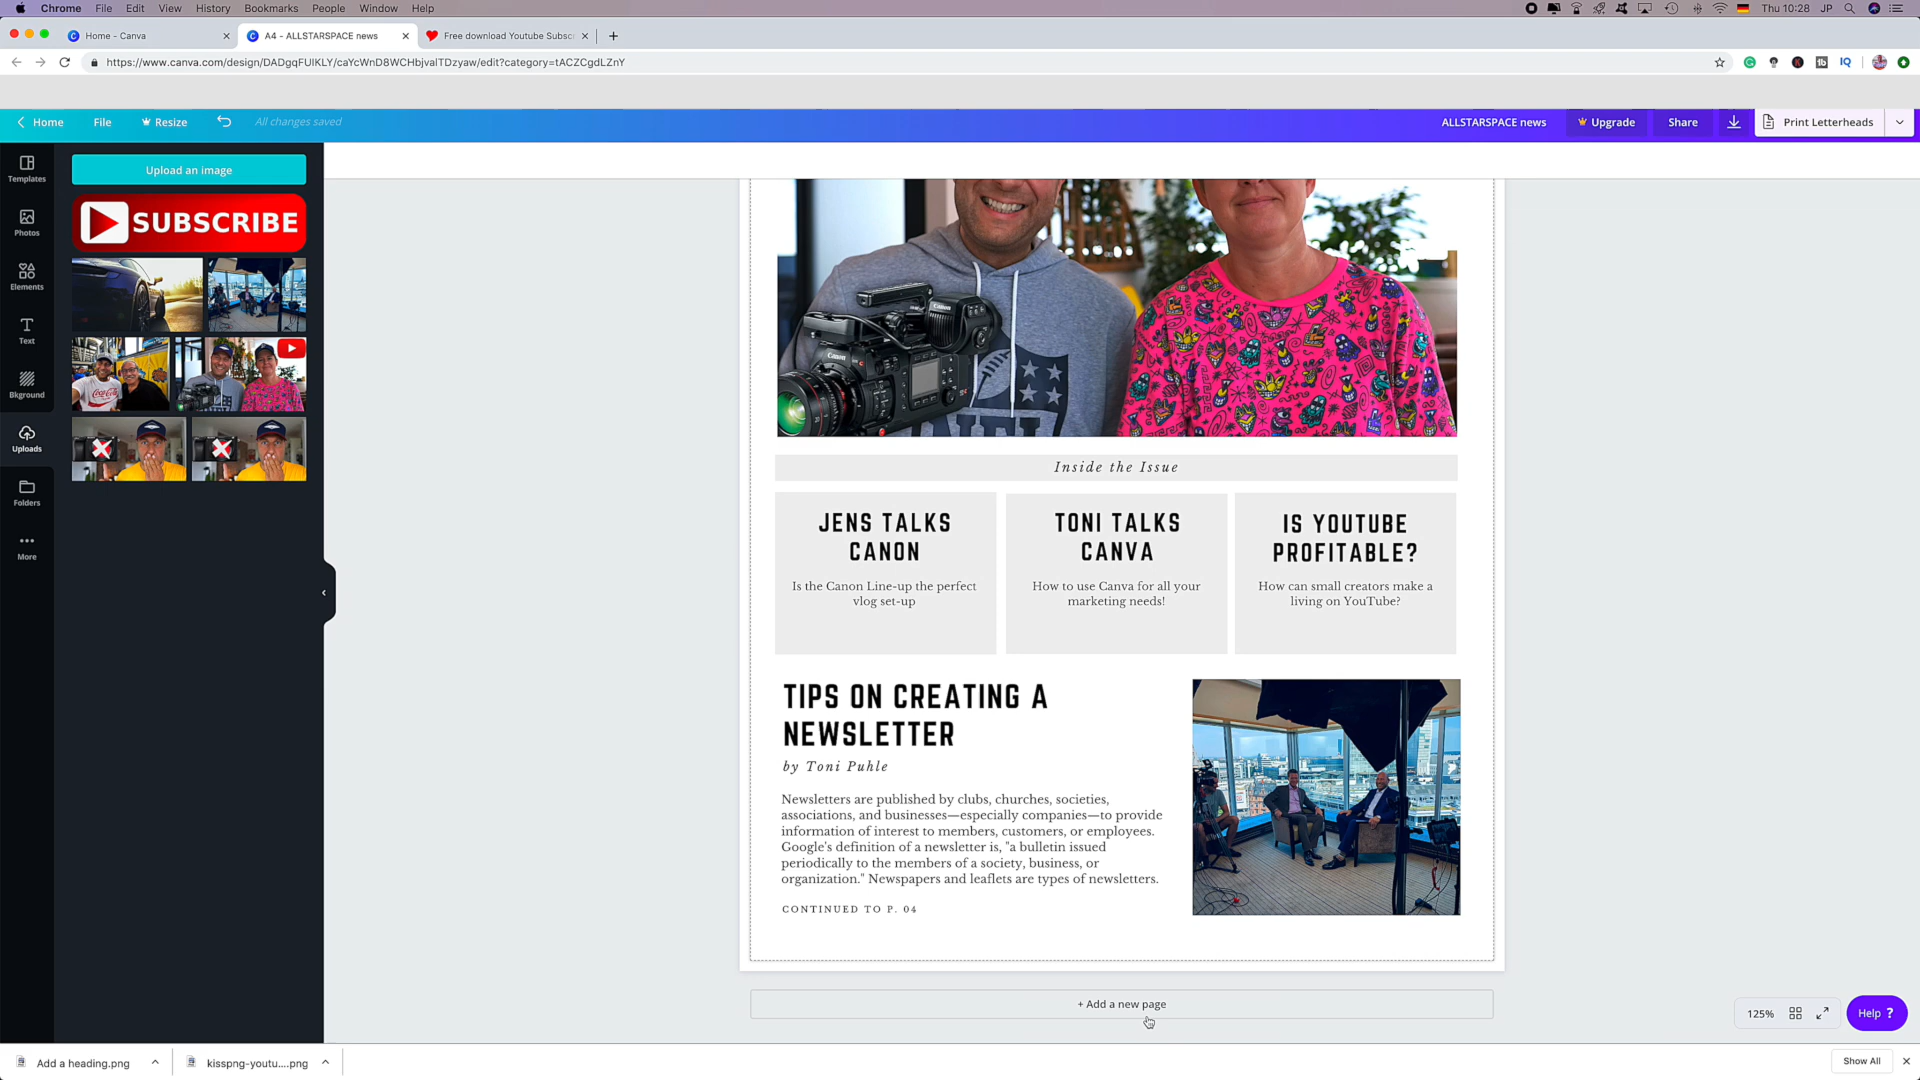 Chrome File Edit View History Bookmarks People Window Help
Thu 10:28 JP
Home - Canva
A4 - ALLSTARSPACE news
Free download Youtube Subsc
https://www.canva.com/design/DADgqFUIKLY/caYcWnD8WCHbjvalTDzyaw/edit?category=tACZCgdLZnY
IQ
Home
File
Resize
All changes saved
ALLSTARSPACE news
Upgrade
Share
Print Letterheads
Templates
Photos
Elements
Text
Bkground
Uploads
Folders
More
Upload an image
SUBSCRIBE
Inside the Issue
JENS TALKS
CANON
Is the Canon Line-up the perfect
vlog set-up
TONI TALKS
CANVA
How to use Canva for all your
marketing needs!
IS YOUTUBE
PROFITABLE?
How can small creators make a
living on YouTube?
TIPS ON CREATING A
NEWSLETTER
by Toni Puhle
Newsletters are published by clubs, churches, societies,
associations, and businesses—especially companies—to provide
information of interest to members, customers, or employees.
Google's definition of a newsletter is, "a bulletin issued
periodically to the members of a society, business, or
organization." Newspapers and leaflets are types of newsletters.
CONTINUED TO P. 04
+ Add a new page
125%
Help ?
Add a heading.png
kisspng-youtu....png
Show All